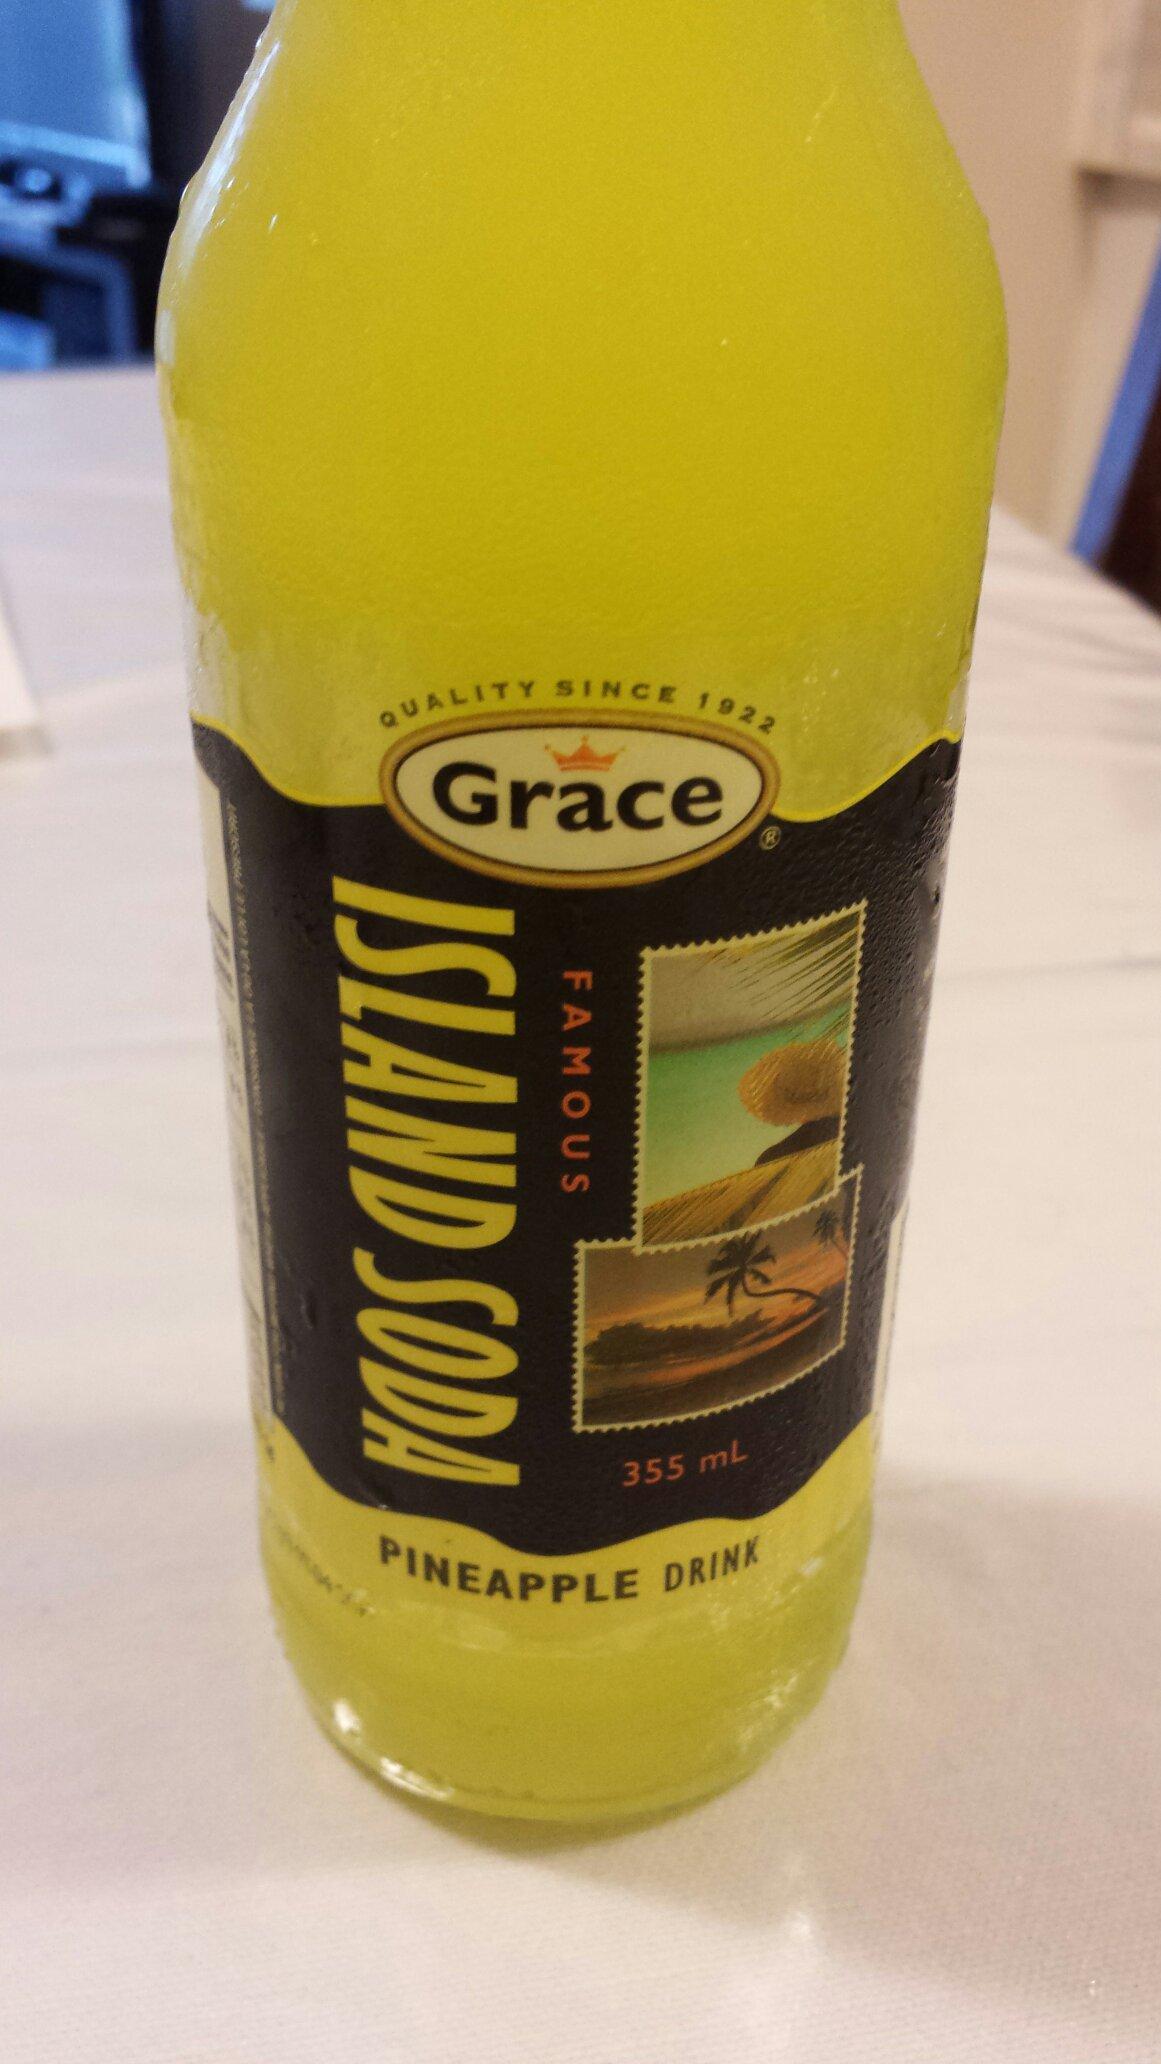 QUALITY SINCE 1922
Grace
®
ISLAND SODA
FAMOUS
355 mL
PINEAPPLE DRINK